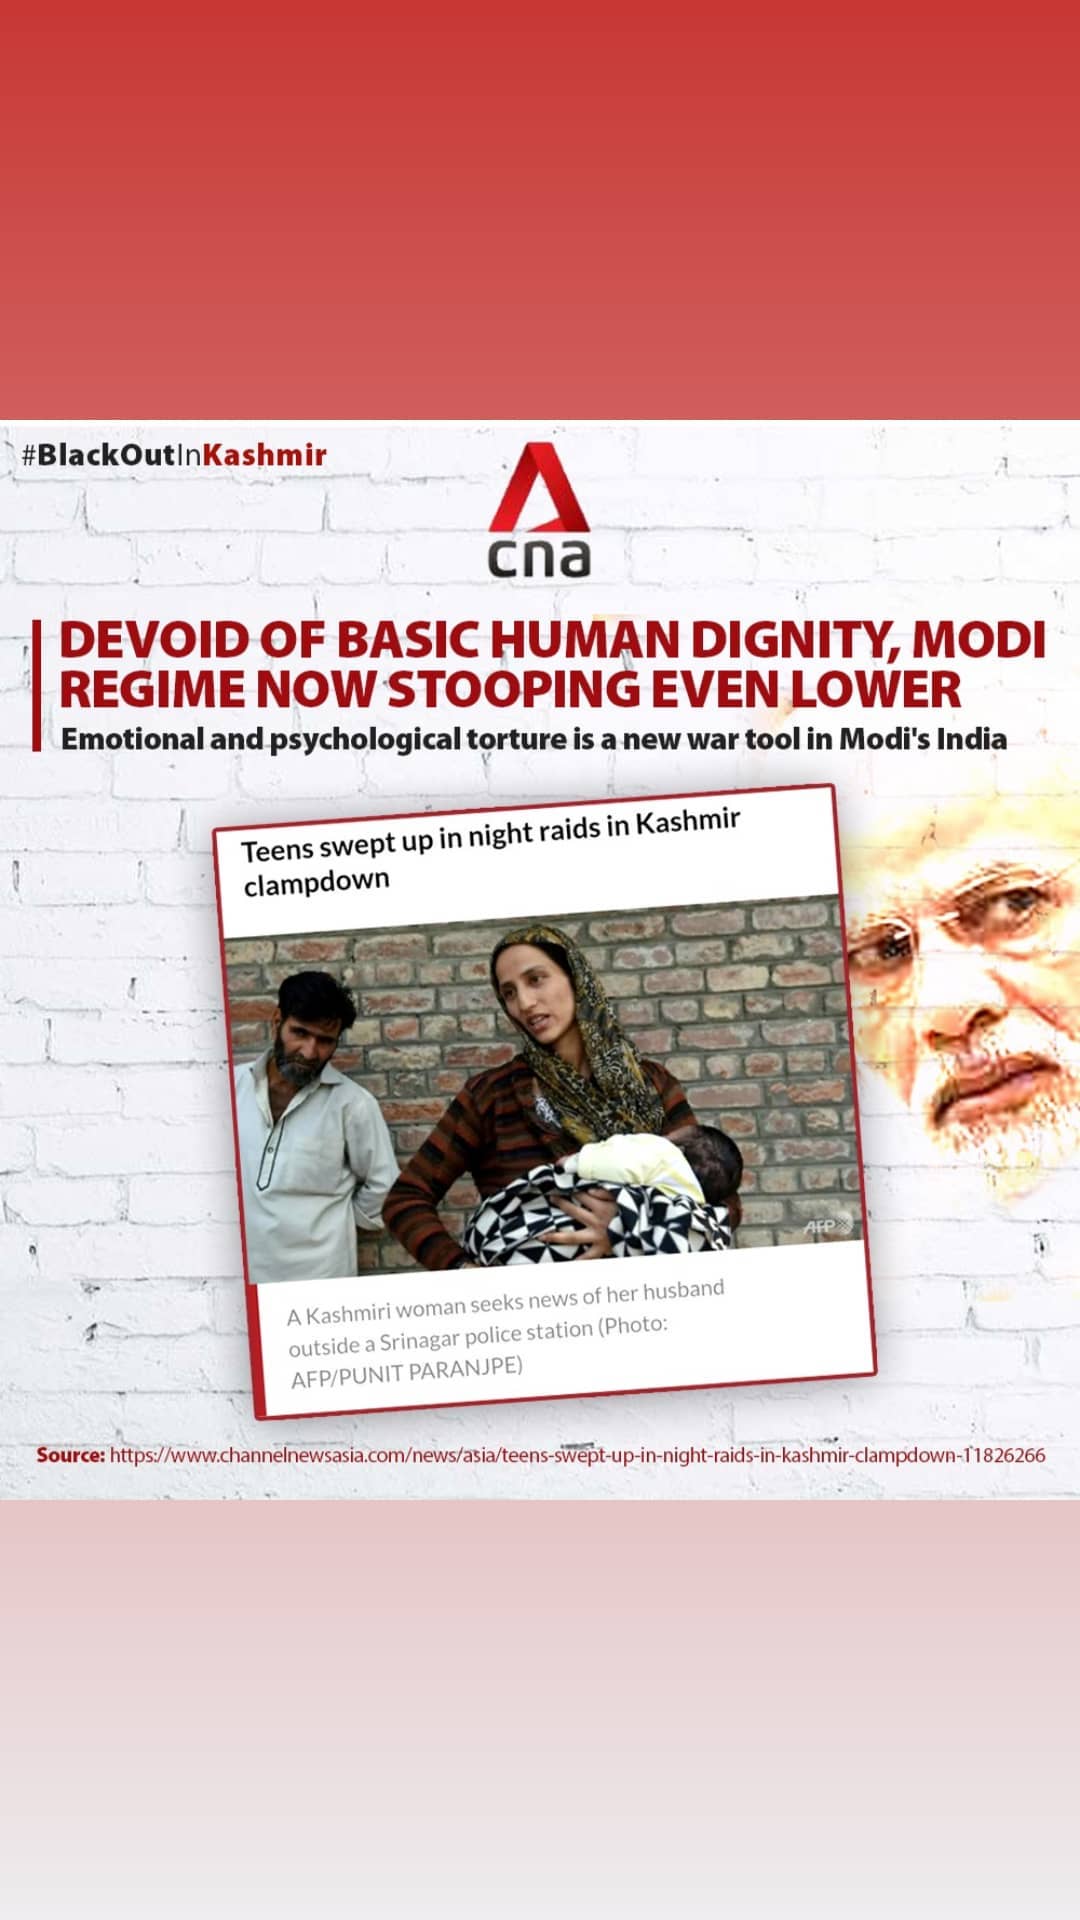 #BlackOutInKashmir
cna
DEVOID OF BASIC HUMAN DIGNITY, MODI
REGIME NOW STOOPING EVEN LOWER
Emotional and psychological torture is a new war tool in Modi's India
Teens swept up in night raids in Kashmir
clampdown
AFP
A Kashmiri woman seeks news of her husband
outside a Srinagar police station (Photo:
AFP/PUNIT PARANJPE)
Source: https://www.channelnewsasia.com/news/asia/teens-swept-up-in-night-raids-in-kashmir-clampdown-11826266